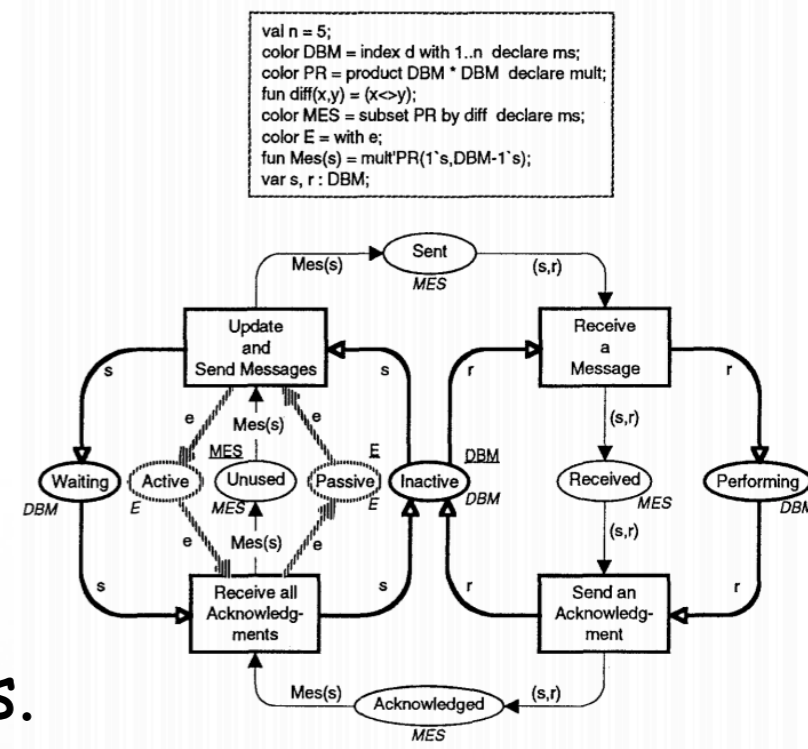 val n = 5;
color DBM = index d with 1..n declare ms;
color PR = product DBM * DBM declare mult;
fun diff(x,y) = (x<>y);
color MES = subset PR by diff declare ms;
color E = with e;
fun Mes(s) = mult'PR(1`s,DBM-1`s);
var s, r : DBM;
Sent
Mes(s)
(s,r)
MES
Update
and
Send Messages
Receive
a
Message
s
s
r
r
e
Mes(s)
e
(s,r)
MES
E
DBM
Waiting
Active
Unused
Passive
Inactive
Received
Performing
DBM
E
MES
E
DBM
MES
DBM
e
Mes(s)
e
(s,r)
s
s
r
r
Receive all
Acknowledg-
ments
Send an
Acknowledg-
ment
Mes(s)
Acknowledged
(s,r)
MES
s.